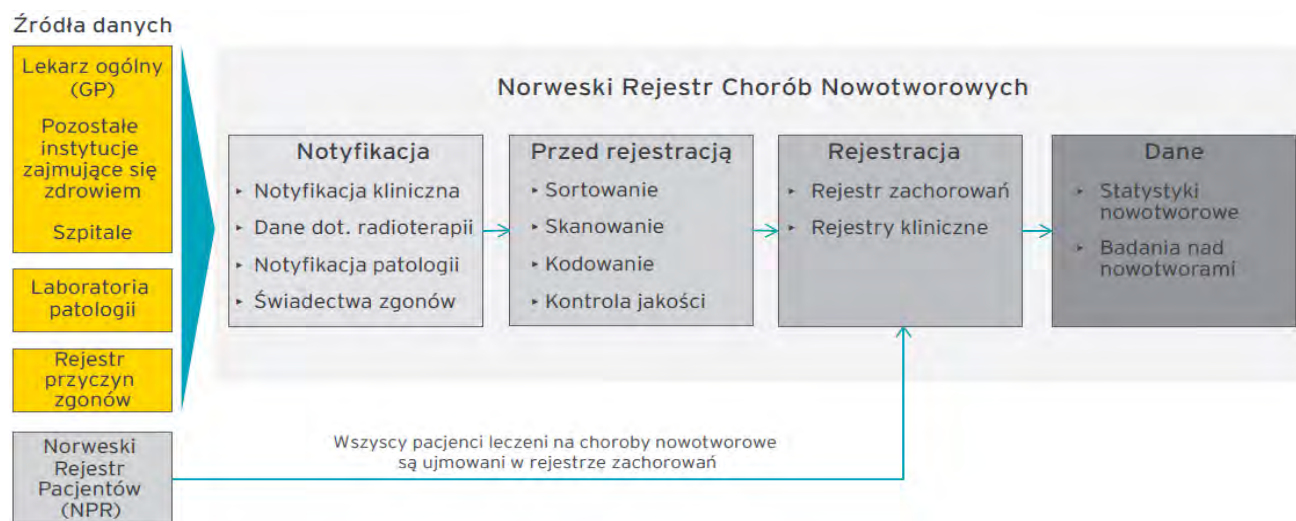 Źródła danych
Lekarz ogólny
(GP)
Pozostałe
instytucje
zajmujące się
zdrowiem
Szpitale
Laboratoria
patologii
Rejestr
przyczyn
zgonów
Norweski
Rejestr
Pacjentów
(NPR)
Norweski Rejestr Chorób Nowotworowych
Notyfikacja
‣ Notyfikacja kliniczna
‣ Dane dot. radioterapii
‣ Notyfikacja patologii
‣ Świadectwa zgonów
Przed rejestracją
‣ Sortowanie
‣ Skanowanie
‣ Kodowanie
‣ Kontrola jakości
Rejestracja
‣ Rejestr zachorowań
‣ Rejestry kliniczne
Dane
‣ Statystyki
nowotworowe
‣ Badania nad
nowotworami
Wszyscy pacjenci leczeni na choroby nowotworowe
są ujmowani w rejestrze zachorowań